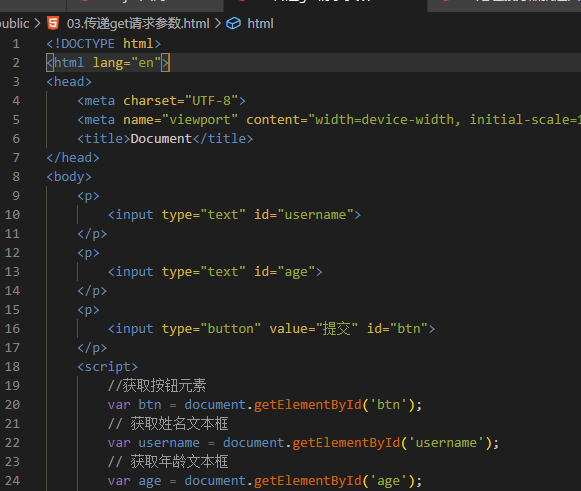 public > 03.传递get请求参数.html > html
1 <!DOCTYPE html>
2 <html lang="en">
3 <head>
4 <meta charset="UTF-8">
5 <meta name="viewport" content="width=device-width, initial-scale=1
6 <title>Document</title>
7 </head>
8 <body>
9 <p>
10 <input type="text" id="username">
11 </p>
12 <p>
13 <input type="text" id="age">
14 </p>
15 <p>
16 <input type="button" value="提交" id="btn">
17 </p>
18 <script>
19 //获取按钮元素
20 var btn = document.getElementById('btn');
21 // 获取姓名文本框
22 var username = document.getElementById('username');
23 // 获取年龄文本框
24 var age = document.getElementById('age');